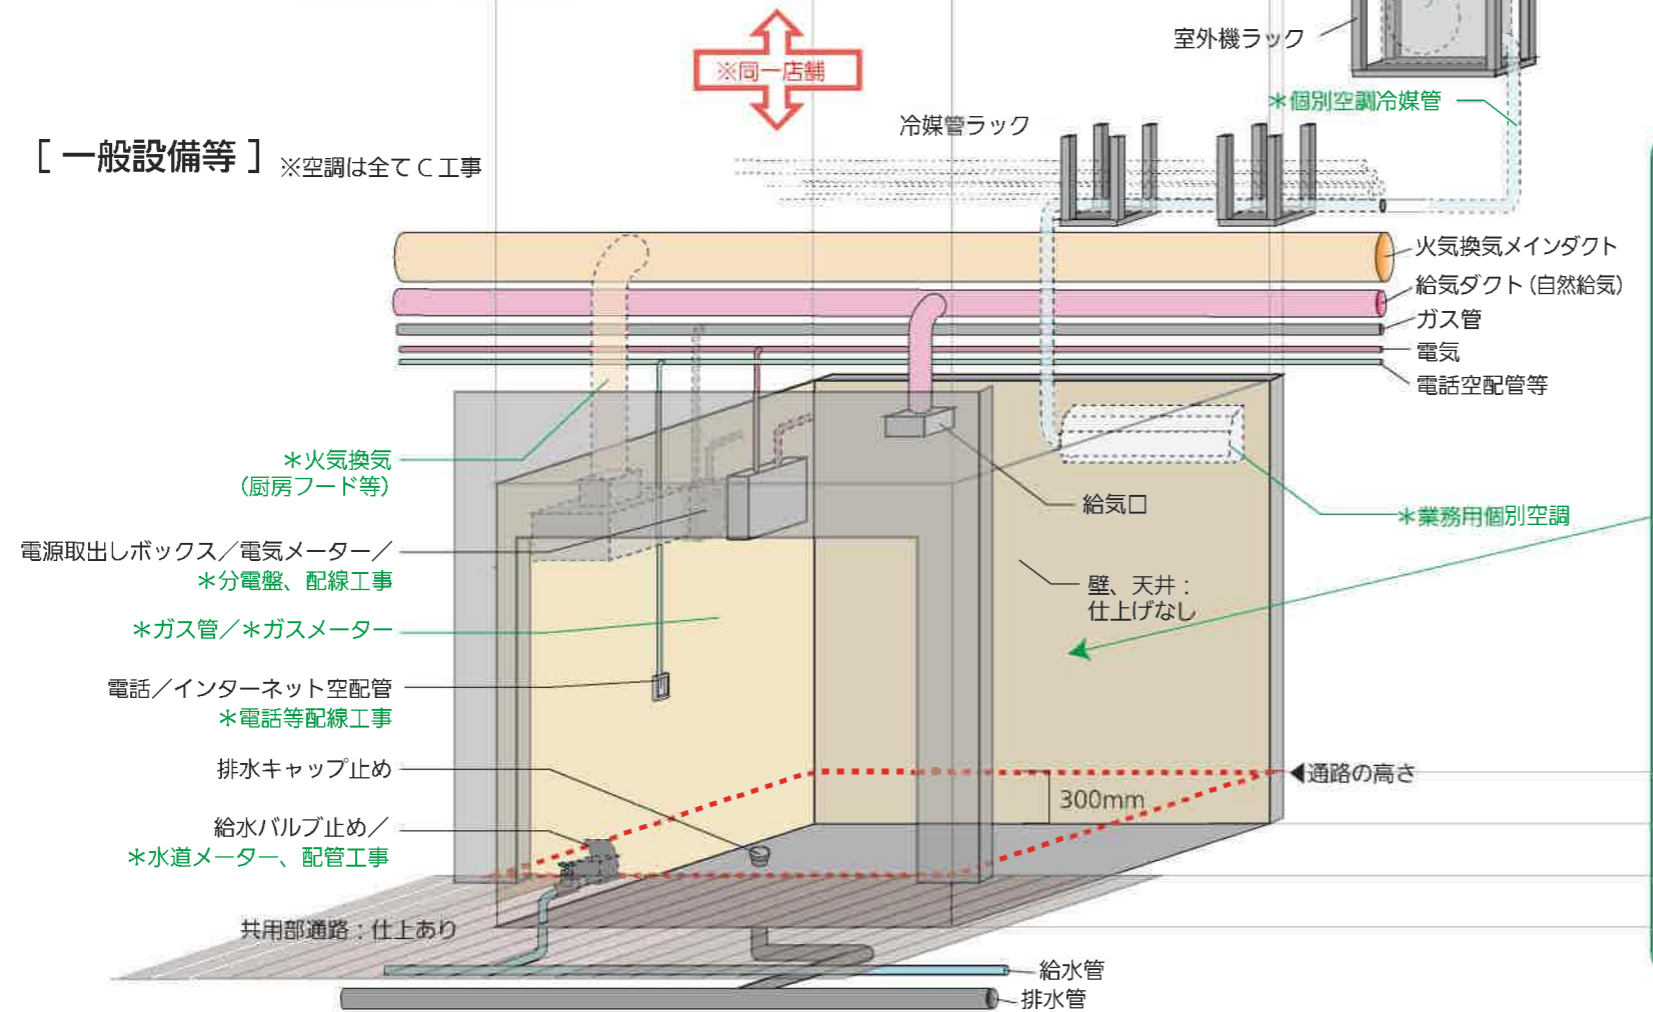 ※同一店舗
室外機ラック
＊個別空調冷媒管
冷媒管ラック
［一般設備等］ ※空調は全てC工事
火気換気メインダクト
給気ダクト（自然給気）
ガス管
電気
電話空配管等
＊火気換気
（厨房フード等）
給気口
＊業務用個別空調
電源取出しボックス／電気メーター／
＊分電盤、配線工事
壁、天井：
仕上げなし
＊ガス管／＊ガスメーター
電話／インターネット空配管
＊電話等配線工事
排水キャップ止め
◀通路の高さ
300mm
給水バルブ止め／
＊水道メーター、配管工事
共用部通路：仕上あり
給水管
排水管